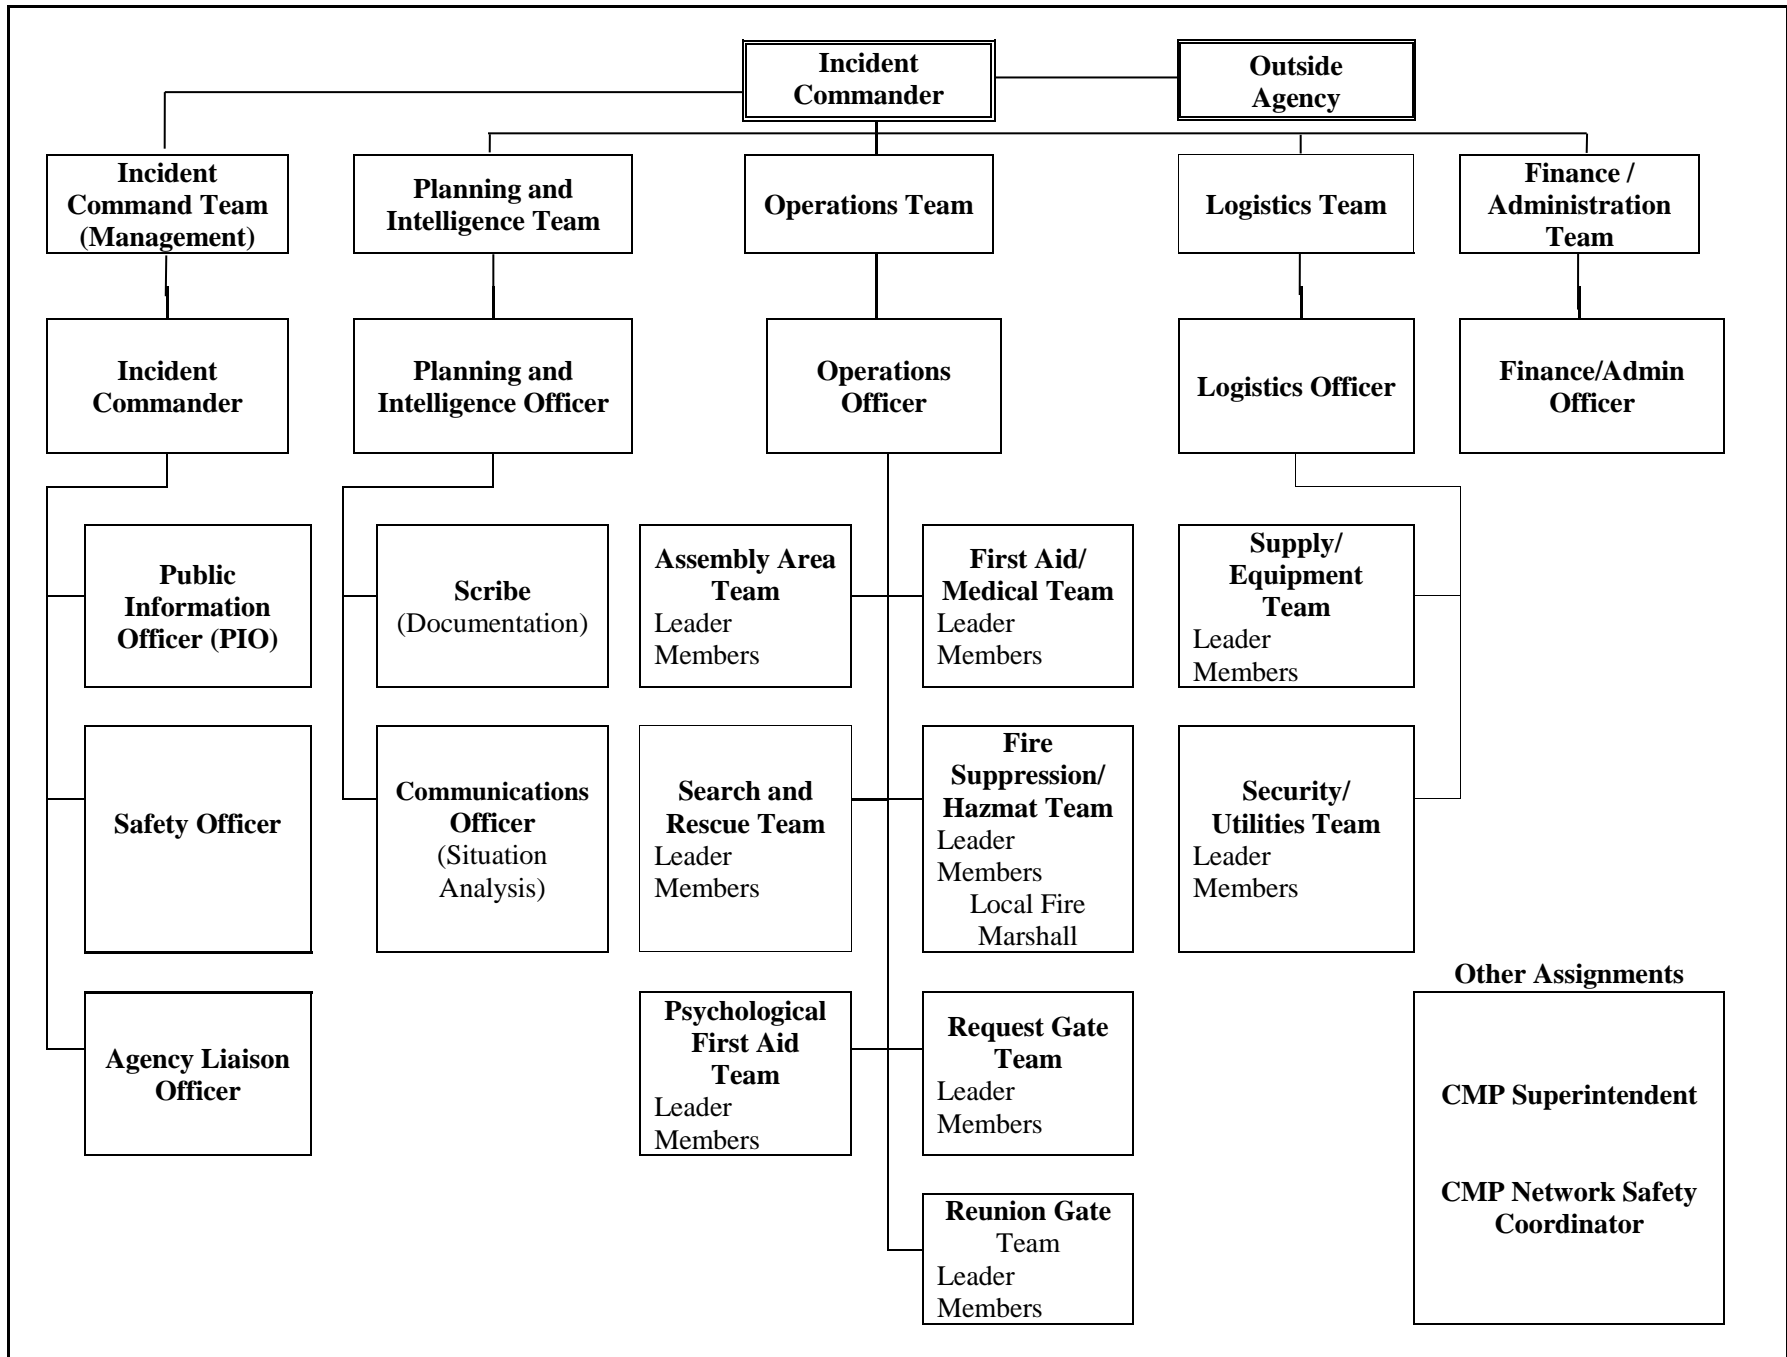 Incident
Commander
Outside
Agency
Incident
Command Team
(Management)
Planning and
Intelligence Team
Operations Team
Logistics Team
Finance /
Administration
Team
Incident
Commander
Planning and
Intelligence Officer
Operations
Officer
Logistics Officer
Finance/Admin
Officer
Public
Information
Officer (PIO)
Scribe
(Documentation)
Assembly Area
Team
Leader
Members
First Aid/
Medical Team
Leader
Members
Supply/
Equipment
Team
Leader
Members
Safety Officer
Communications
Officer
(Situation
Analysis)
Search and
Rescue Team
Leader
Members
Fire
Suppression/
Hazmat Team
Leader
Members
Local Fire
Marshall
Security/
Utilities Team
Leader
Members
Agency Liaison
Officer
Psychological
First Aid
Team
Leader
Members
Request Gate
Team
Leader
Members
Reunion Gate
Team
Leader
Members
Other Assignments
CMP Superintendent
CMP Network Safety
Coordinator